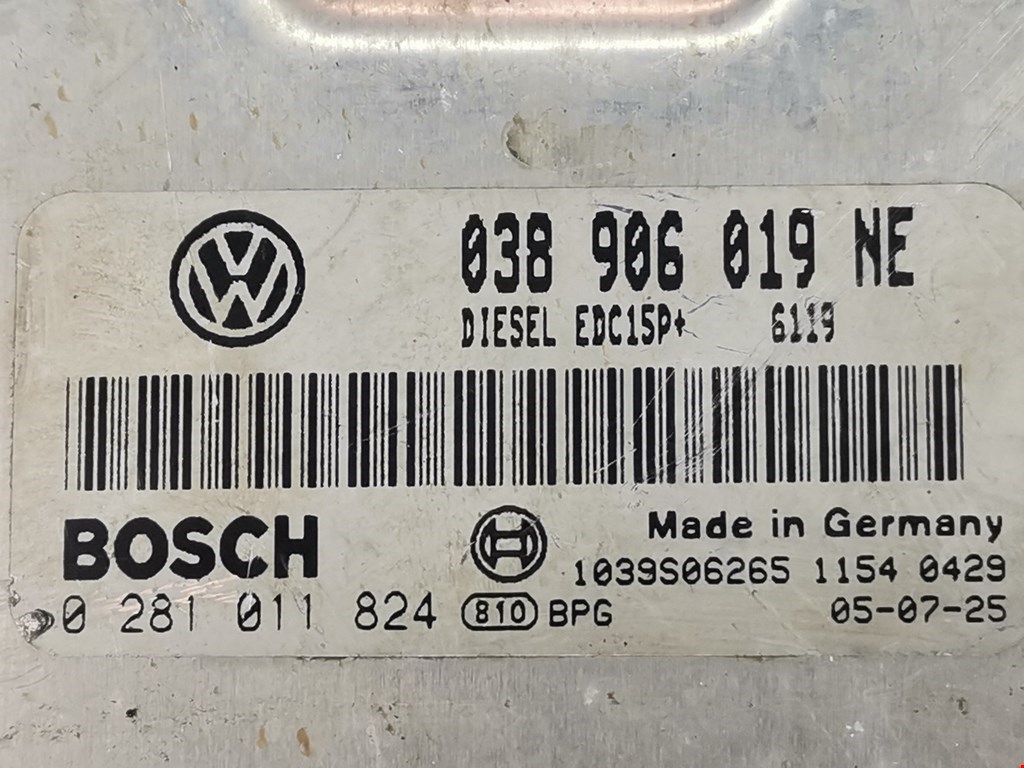 038 906 019 NE
DIESEL EDC15P+ 6119
BOSCH
Made in Germany
1039S06265 1154 0429
0 281 011 824 810 BPG 05-07-25